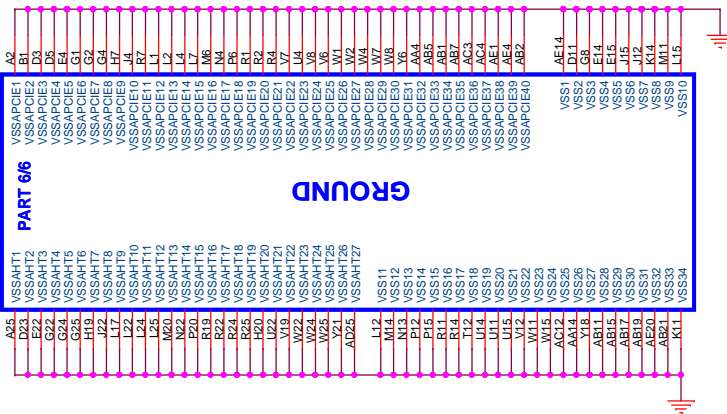 A2
B1
D3
D5
E4
G1
G2
G4
H7
J4
R7
L1
L2
L4
L7
M6
N4
P6
R1
R2
R4
V7
U4
V8
V6
W1
W2
W4
W7
W8
Y6
AA4
AB5
AB1
AB7
AC3
AC4
AE1
AE4
AB2
AE14
D11
G8
E14
E15
J15
J12
K14
M11
L15
VSSAPCIE1
VSSAPCIE2
VSSAPCIE3
VSSAPCIE4
VSSAPCIE5
VSSAPCIE6
VSSAPCIE7
VSSAPCIE8
VSSAPCIE9
VSSAPCIE10
VSSAPCIE11
VSSAPCIE12
VSSAPCIE13
VSSAPCIE14
VSSAPCIE15
VSSAPCIE16
VSSAPCIE17
VSSAPCIE18
VSSAPCIE19
VSSAPCIE20
VSSAPCIE21
VSSAPCIE22
VSSAPCIE23
VSSAPCIE24
VSSAPCIE25
VSSAPCIE26
VSSAPCIE27
VSSAPCIE28
VSSAPCIE29
VSSAPCIE30
VSSAPCIE31
VSSAPCIE32
VSSAPCIE33
VSSAPCIE34
VSSAPCIE35
VSSAPCIE36
VSSAPCIE37
VSSAPCIE38
VSSAPCIE39
VSSAPCIE40
VSS1
VSS2
VSS3
VSS4
VSS5
VSS6
VSS7
VSS8
VSS9
VSS10
PART 6/6
GROUND
VSSAHT1
VSSAHT2
VSSAHT3
VSSAHT4
VSSAHT5
VSSAHT6
VSSAHT7
VSSAHT8
VSSAHT9
VSSAHT10
VSSAHT11
VSSAHT12
VSSAHT13
VSSAHT14
VSSAHT15
VSSAHT16
VSSAHT17
VSSAHT18
VSSAHT19
VSSAHT20
VSSAHT21
VSSAHT22
VSSAHT23
VSSAHT24
VSSAHT25
VSSAHT26
VSSAHT27
VSS11
VSS12
VSS13
VSS14
VSS15
VSS16
VSS17
VSS18
VSS19
VSS20
VSS21
VSS22
VSS23
VSS24
VSS25
VSS26
VSS27
VSS28
VSS29
VSS30
VSS31
VSS32
VSS33
VSS34
A25
D23
E22
G22
G24
G25
H19
J22
L17
L22
L24
L25
M20
N22
P20
R19
R22
R24
R25
H20
U22
V19
W22
W24
W25
Y21
AD25
L12
M14
N13
P12
P15
R11
R14
T12
U14
U11
U15
V12
W11
W15
AC12
AA14
Y18
AB11
AB15
AB17
AB19
AE20
AB21
K11